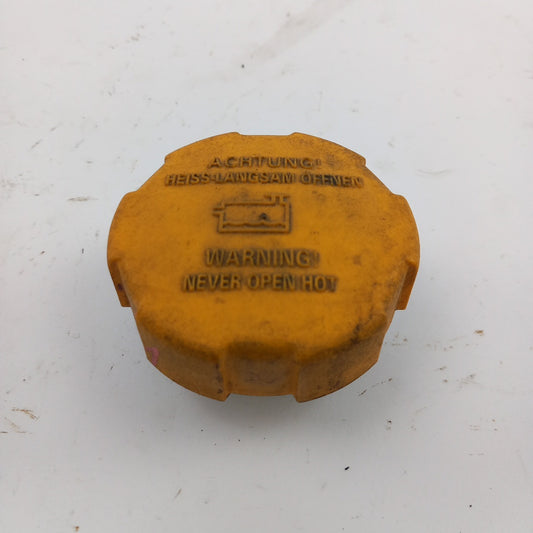 ACHTUNG!
HEISS-LANGSAM ÖFFNEN
WARNING!
NEVER OPEN HOT